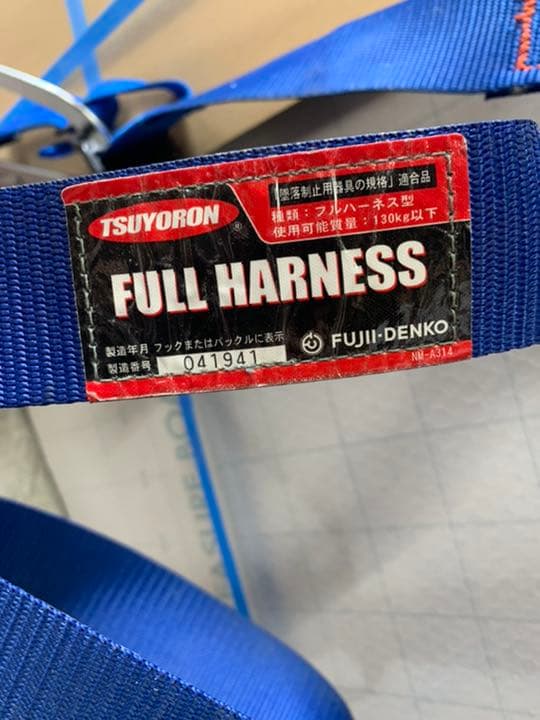 「墜落制止用器具の規格」適合品
TSUYORON®
種類：フルハーネス型
使用可能質量：130kg以下
FULL HARNESS
製造年月 フックまたはバックルに表示
製造番号 041941
FUJII-DENKO
NM-A314